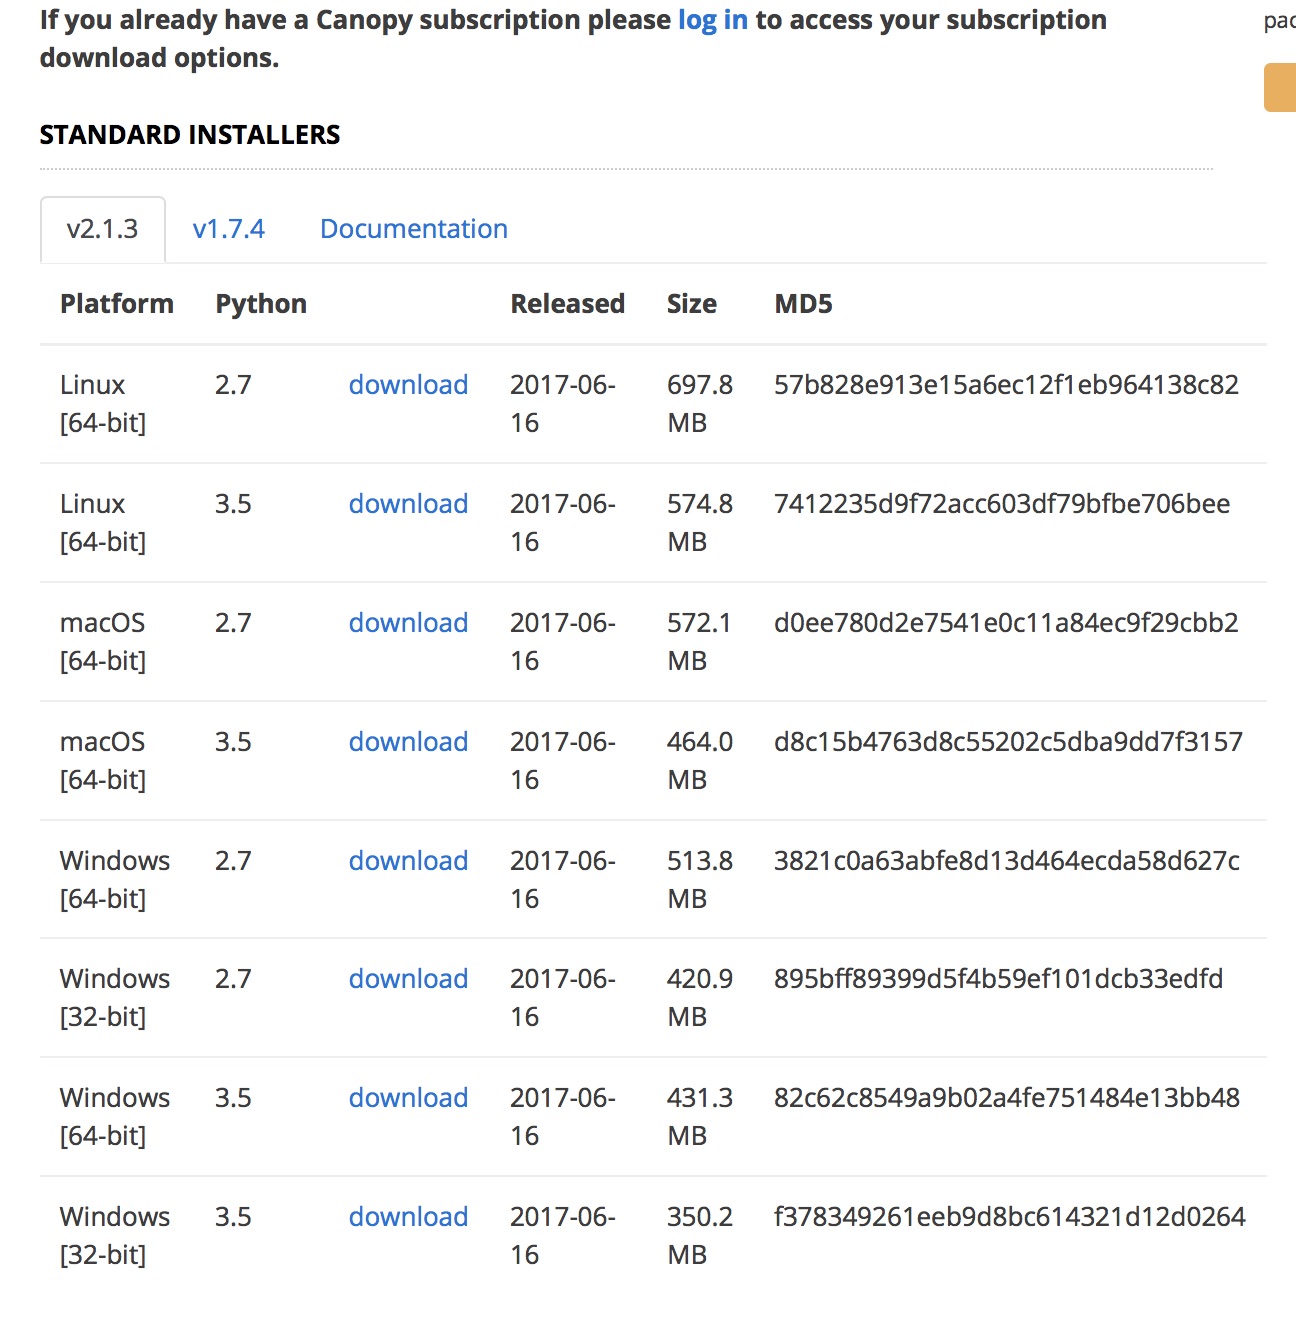 If you already have a Canopy subscription please log in to access your subscription
download options.
STANDARD INSTALLERS
v2.1.3 v1.7.4 Documentation
Platform Python Released Size MD5
Linux 2.7 download 2017-06- 697.8 57b828e913e15a6ec12f1eb964138c82
[64-bit] 16 MB
Linux 3.5 download 2017-06- 574.8 7412235d9f72acc603df79bfbe706bee
[64-bit] 16 MB
macOS 2.7 download 2017-06- 572.1 d0ee780d2e7541e0c11a84ec9f29cbb2
[64-bit] 16 MB
macOS 3.5 download 2017-06- 464.0 d8c15b4763d8c55202c5dba9dd7f3157
[64-bit] 16 MB
Windows 2.7 download 2017-06- 513.8 3821c0a63abfe8d13d464ecda58d627c
[64-bit] 16 MB
Windows 2.7 download 2017-06- 420.9 895bff89399d5f4b59ef101dcb33edfd
[32-bit] 16 MB
Windows 3.5 download 2017-06- 431.3 82c62c8549a9b02a4fe751484e13bb48
[64-bit] 16 MB
Windows 3.5 download 2017-06- 350.2 f378349261eeb9d8bc614321d12d0264
[32-bit] 16 MB